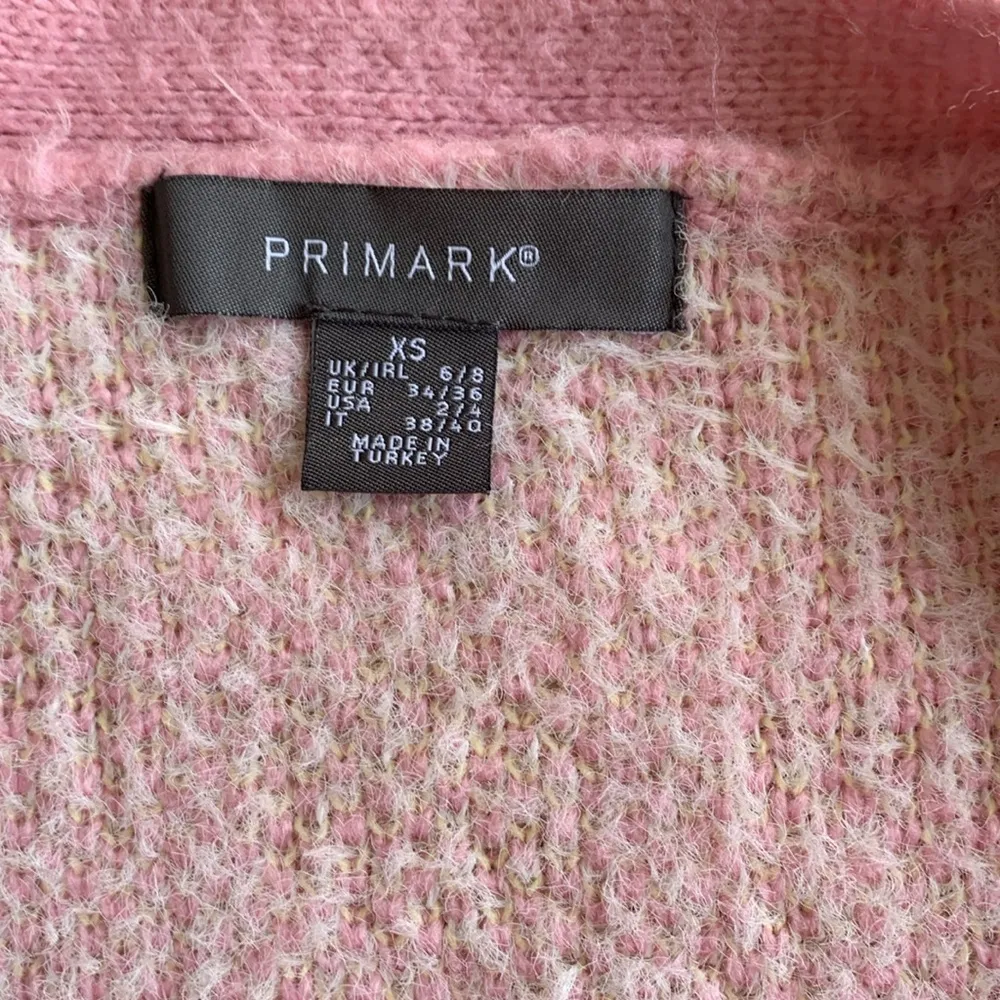 PRIMARK®
XS
UK/IRL 6/8
EUR 34/36
USA 2/4
IT 38/40
MADE IN
TURKEY